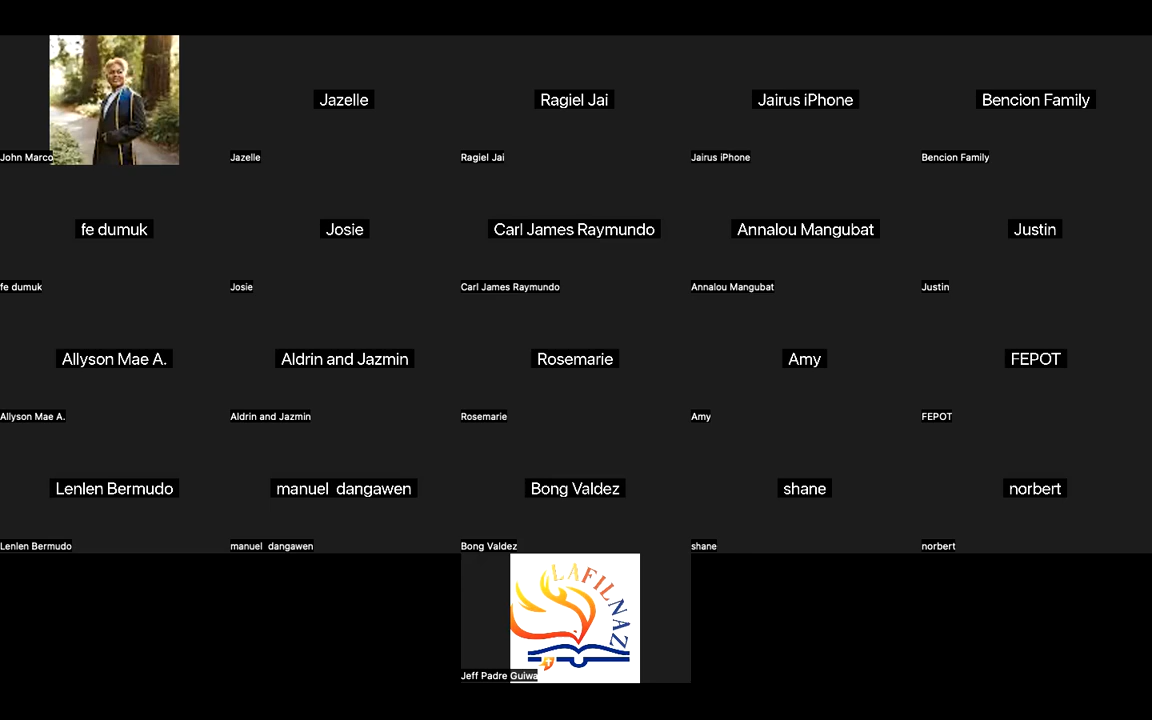 Jazelle
Ragiel Jai
Jairus iPhone
Bencion Family
John Marco
Jazelle
Ragiel Jai
Jairus iPhone
Bencion Family
fe dumuk
Josie
Carl James Raymundo
Annalou Mangubat
Justin
fe dumuk
Josie
Carl James Raymundo
Annalou Mangubat
Justin
Allyson Mae A.
Aldrin and Jazmin
Rosemarie
Amy
FEPOT
Allyson Mae A.
Aldrin and Jazmin
Rosemarie
Amy
FEPOT
Lenlen Bermudo
manuel dangawen
Bong Valdez
shane
norbert
Lenlen Bermudo
manuel dangawen
Bong Valdez
shane
norbert
LAFILNAZ
Jeff Padre Guiwa